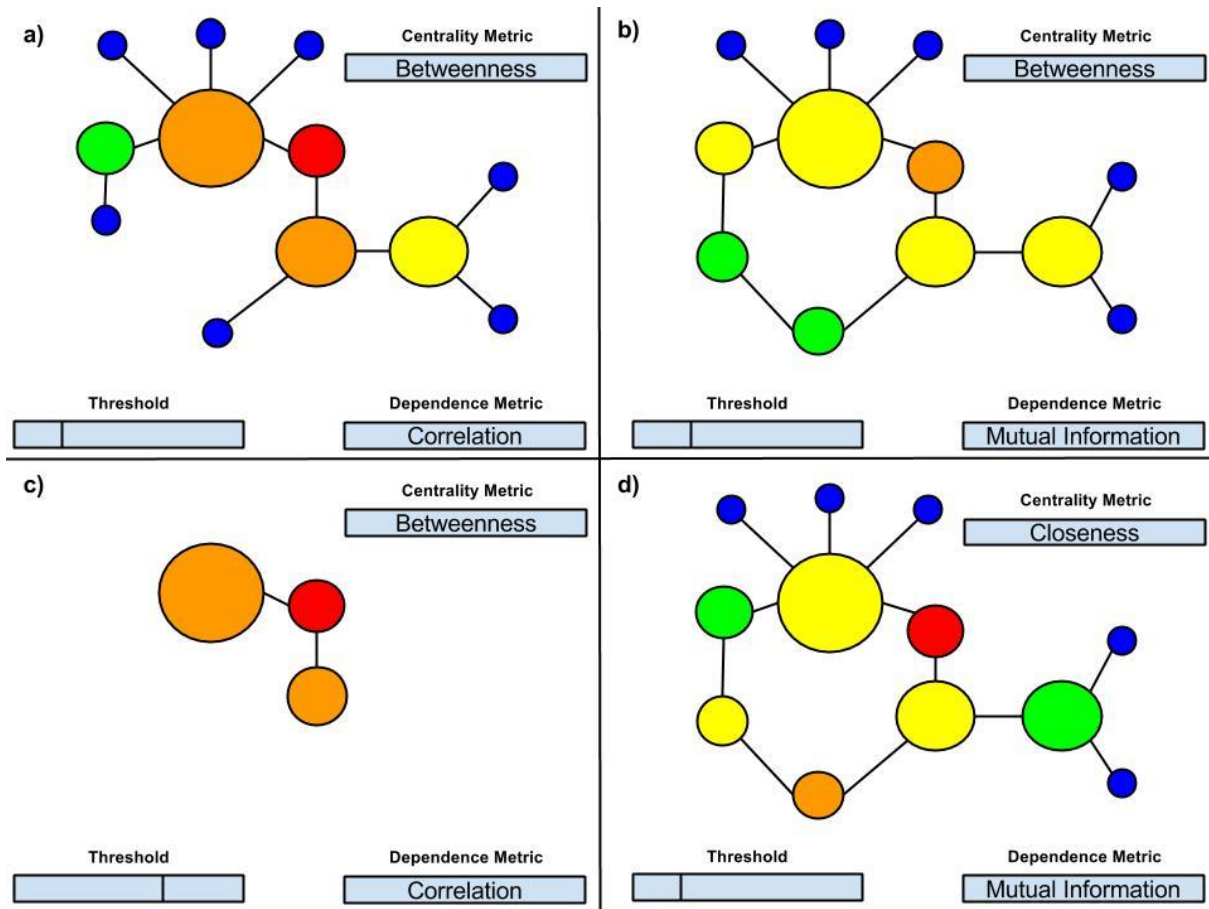 a)
Centrality Metric
Betweenness
Threshold
Dependence Metric
Correlation
b)
Centrality Metric
Betweenness
Threshold
Dependence Metric
Mutual Information
c)
Centrality Metric
Betweenness
Threshold
Dependence Metric
Correlation
d)
Centrality Metric
Closeness
Threshold
Dependence Metric
Mutual Information